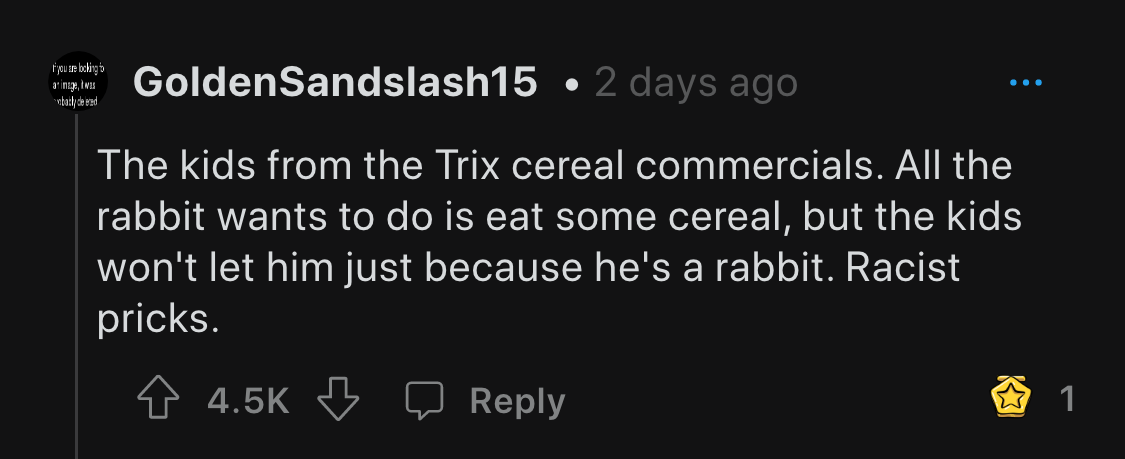 if you are looking fo
an image, it was
probably deleted
GoldenSandslash15 • 2 days ago
The kids from the Trix cereal commercials. All the
rabbit wants to do is eat some cereal, but the kids
won't let him just because he's a rabbit. Racist
pricks.
4.5K Reply 1